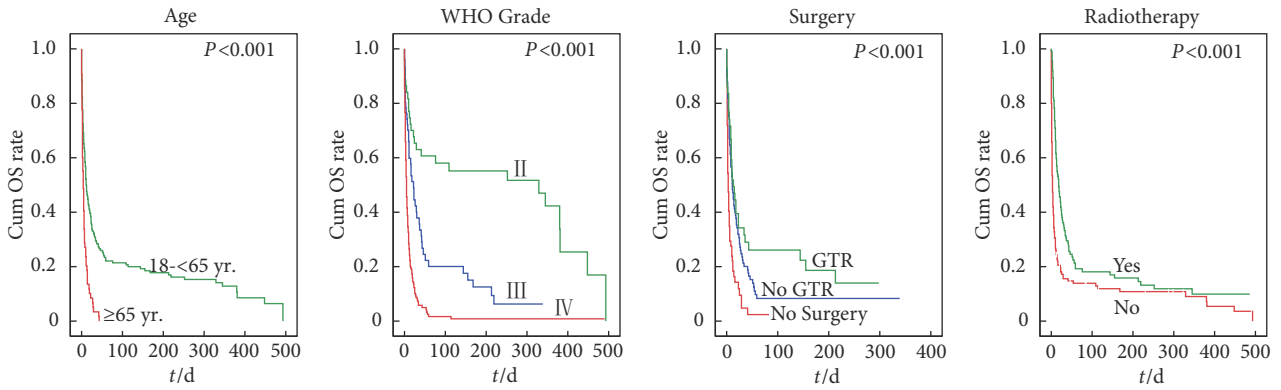 Age
P<0.001
Cum OS rate
1.0
0.8
0.6
0.4
0.2
0
18-<65 yr.
≥65 yr.
0 100 200 300 400 500
t/d
WHO Grade
P<0.001
Cum OS rate
1.0
0.8
0.6
0.4
0.2
0
II
III
IV
0 100 200 300 400 500
t/d
Surgery
P<0.001
Cum OS rate
1.0
0.8
0.6
0.4
0.2
0
GTR
No GTR
No Surgery
0 100 200 300 400
t/d
Radiotherapy
P<0.001
Cum OS rate
1.0
0.8
0.6
0.4
0.2
0
Yes
No
0 100 200 300 400 500
t/d